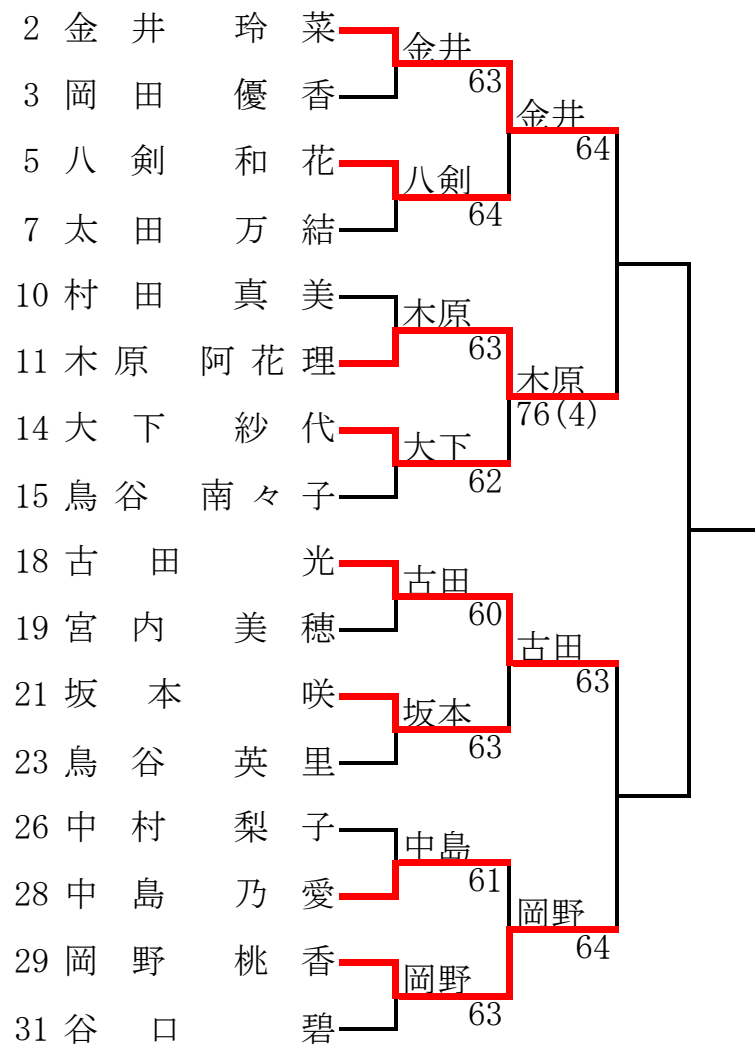 2 金井 玲菜
3 岡田 優香
5 八剣 和花
7 太田 万結
10 村田 真美
11 木原 阿花理
14 大下 紗代
15 鳥谷 南々子
18 古田 光
19 宮内 美穂
21 坂本 咲
23 鳥谷 英里
26 中村 梨子
28 中島 乃愛
29 岡野 桃香
31 谷口 碧
金井
63
八剣
64
木原
63
大下
62
古田
60
坂本
63
中島
61
岡野
63
金井
64
木原
76(4)
古田
63
岡野
64